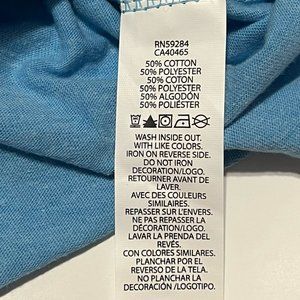 RN59284
CA40465
50% COTTON
50% POLYESTER
50% COTON
50% POLYESTER
50% ALGODÓN
50% POLIÉSTER
WASH INSIDE OUT.
WITH LIKE COLORS.
IRON ON REVERSE SIDE.
DO NOT IRON
DECORATION/LOGO.
RETOURNER AVANT DE
LAVER.
AVEC DES COULEURS
SIMILAIRES.
REPASSER SUR L'ENVERS.
NE PAS REPASSER LA
DÉCORATION/LOGO.
LAVAR LA PRENDA DEL
REVÉS.
CON COLORES SIMILARES.
PLANCHAR POR EL
REVERSO DE LA TELA.
NO PLANCHAR LA
DECORACIÓN /LOGOTIPO.